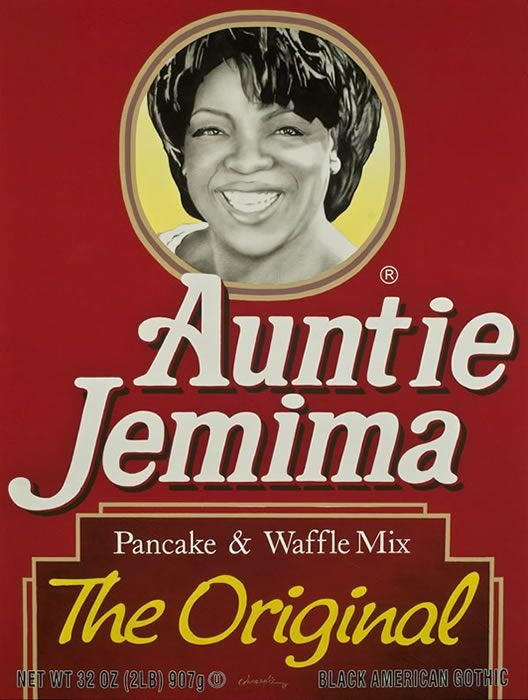 ®
Auntie
Jemima
Pancake & Waffle Mix
The Original
NET WT 32 OZ (2LB) 907g Ⓤ
BLACK AMERICAN GOTHIC